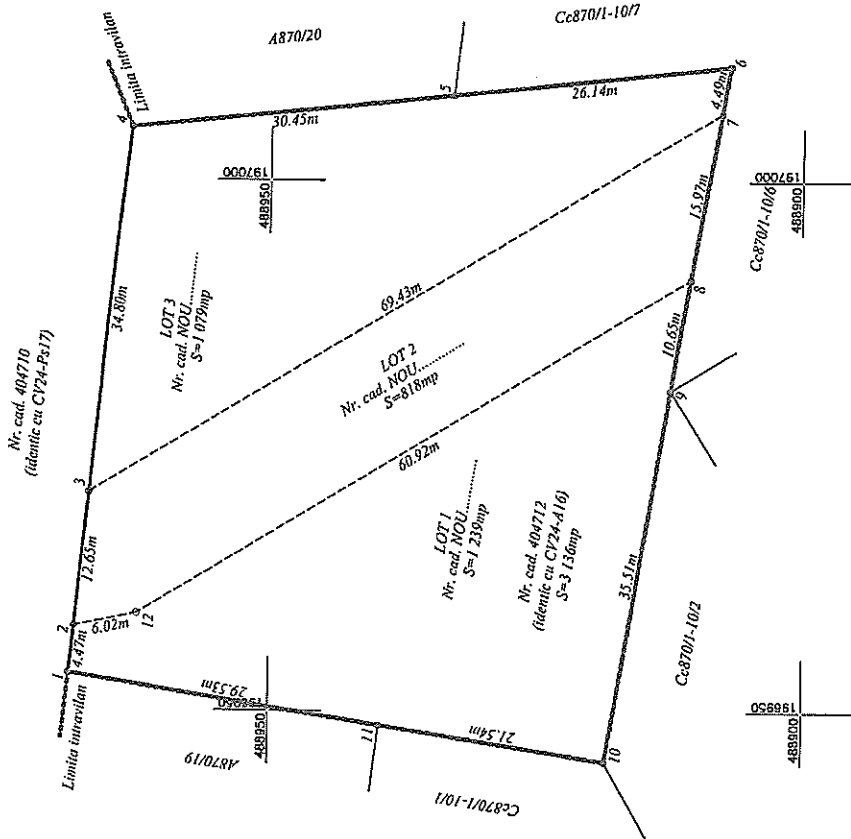 Cc870/1-10/7
A870/20
Limita intravilan
4
Nr. cad. 404710
(identic cu CV24-Ps17)
30.45m
5
26.14m
6
4.49m
7
197000
488950
34.80m
LOT 3
Nr. cad. NOU............
S=1 079mp
3
69.43m
15.97m
197000
488900
Cc870/1-10/6
LOT 2
Nr. cad. NOU............
S=818mp
8
12.65m
10.65m
60.92m
9
2
6.02m
12
LOT 1
Nr. cad. NOU............
S=1 239mp
Nr. cad. 404712
(identic cu CV24-A16)
S=3 136mp
35.51m
1
4.47m
29.53m
Limita intravilan
196950
488950
A870/19
11
21.54m
Cc870/1-10/2
10
Cc870/1-10/1
196950
488900